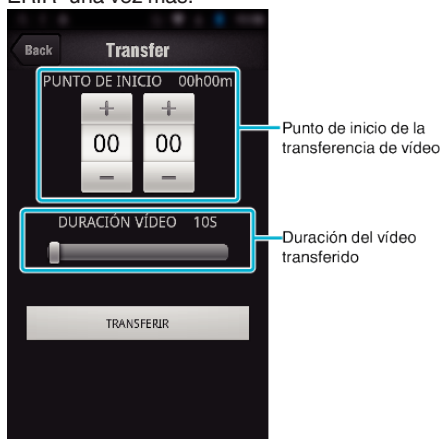 Back Transfer
PUNTO DE INICIO 00h00m
+ +
00 00
— —
Punto de inicio de la
transferencia de vídeo
DURACIÓN VÍDEO 10S
Duración del vídeo
transferido
TRANSFERIR